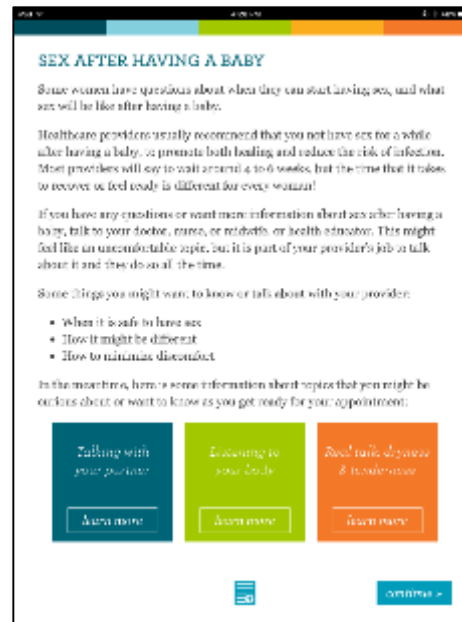 iPad
4:28 PM
SEX AFTER HAVING A BABY
Some women have questions about when they can start having sex, and what
sex will be like after having a baby.
Healthcare providers usually recommend that you not have sex for a while
after having a baby, to promote both healing and reduce the risk of infection.
Most providers will say to wait around 4 to 6 weeks, but the time that it takes
to recover or feel ready is different for every woman!
If you have any questions or want more information about sex after having a
baby, talk to your doctor, nurse, or midwife, or health educator. This might
feel like an uncomfortable topic, but it is part of your provider's job to talk
about it and they do so all the time.
Some things you might want to know or talk about with your provider:
• When it is safe to have sex
• How it might be different
• How to minimize discomfort
In the meantime, here is some information about topics that you might be
curious about or want to know as you get ready for your appointment:
Talking with
your partner
learn more
Listening to
your body
learn more
Real talk: dryness
& tenderness
learn more
continue >